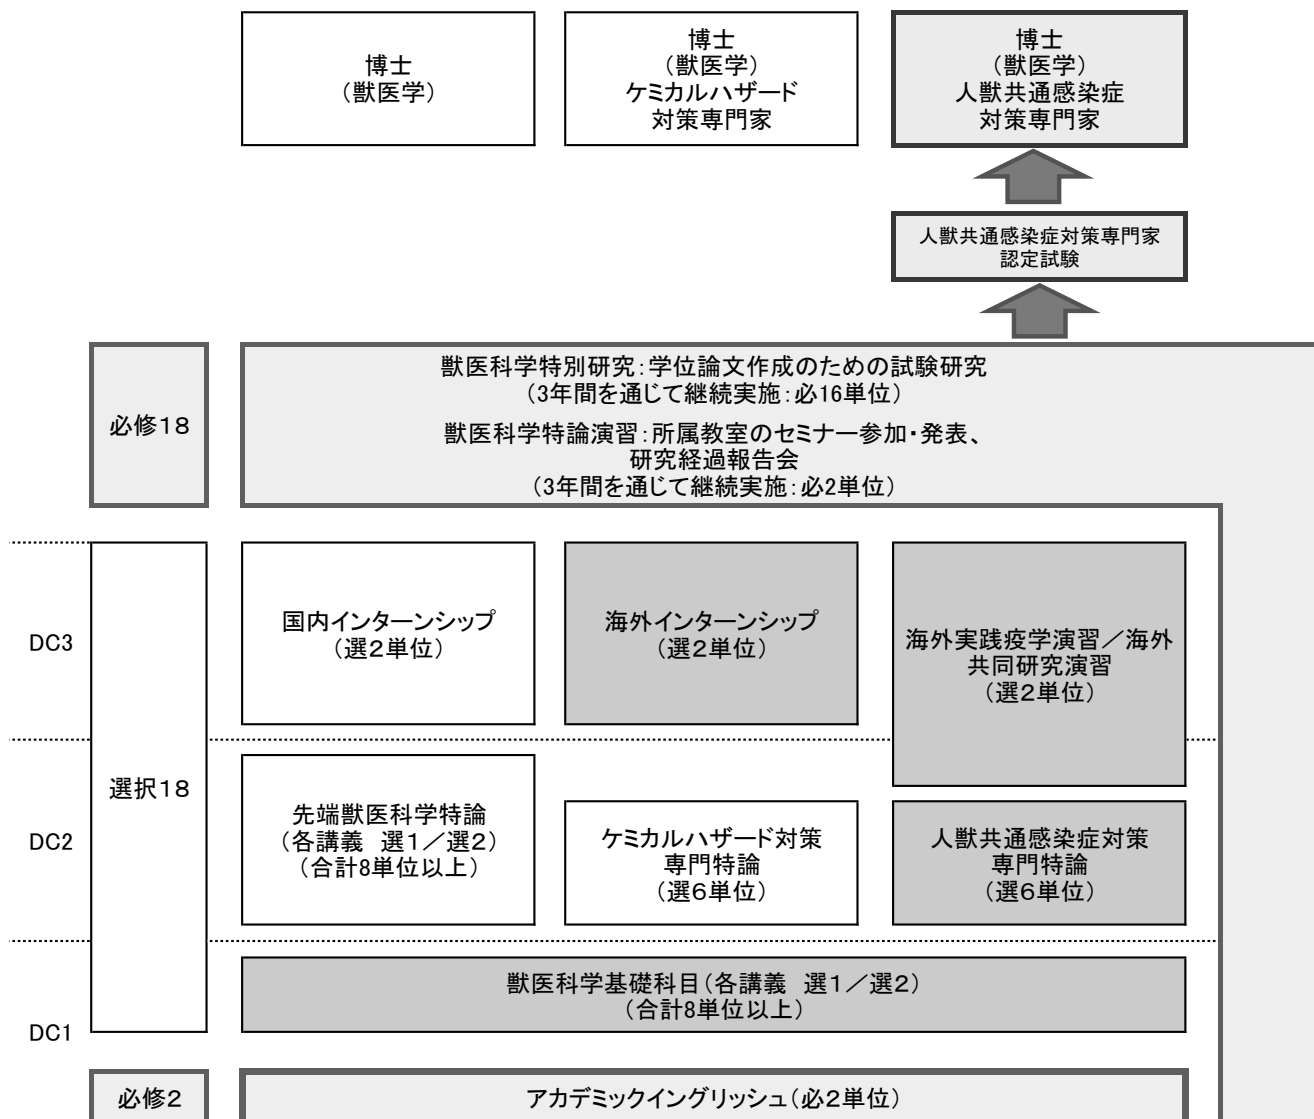 博士
(獣医学)
博士
(獣医学)
ケミカルハザード
対策専門家
博士
(獣医学)
人獣共通感染症
対策専門家
人獣共通感染症対策専門家
認定試験
必修18
獣医科学特別研究:学位論文作成のための試験研究
(3年間を通じて継続実施:必16単位)
獣医科学特論演習:所属教室のセミナー参加・発表、
研究経過報告会
(3年間を通じて継続実施:必2単位)
DC3
選択18
国内インターンシップ
(選2単位)
海外インターンシップ
(選2単位)
海外実践疫学演習/海外
共同研究演習
(選2単位)
DC2
先端獣医科学特論
(各講義 選1/選2)
(合計8単位以上)
ケミカルハザード対策
専門特論
(選6単位)
人獣共通感染症対策
専門特論
(選6単位)
DC1
獣医科学基礎科目(各講義 選1/選2)
(合計8単位以上)
必修2
アカデミックイングリッシュ(必2単位)